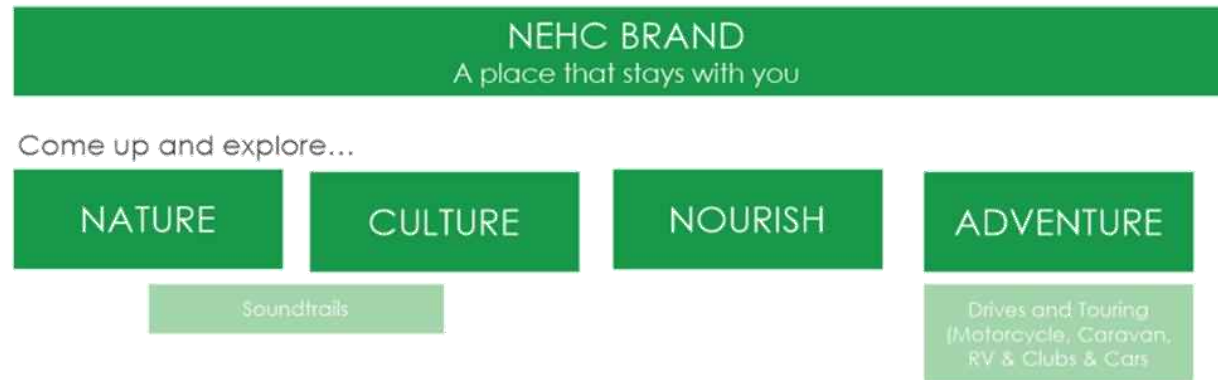 NEHC BRAND
A place that stays with you
Come up and explore...
NATURE
CULTURE
NOURISH
ADVENTURE
Soundtrails
Drives and Touring
(Motorcycle, Caravan,
RV & Clubs & Cars